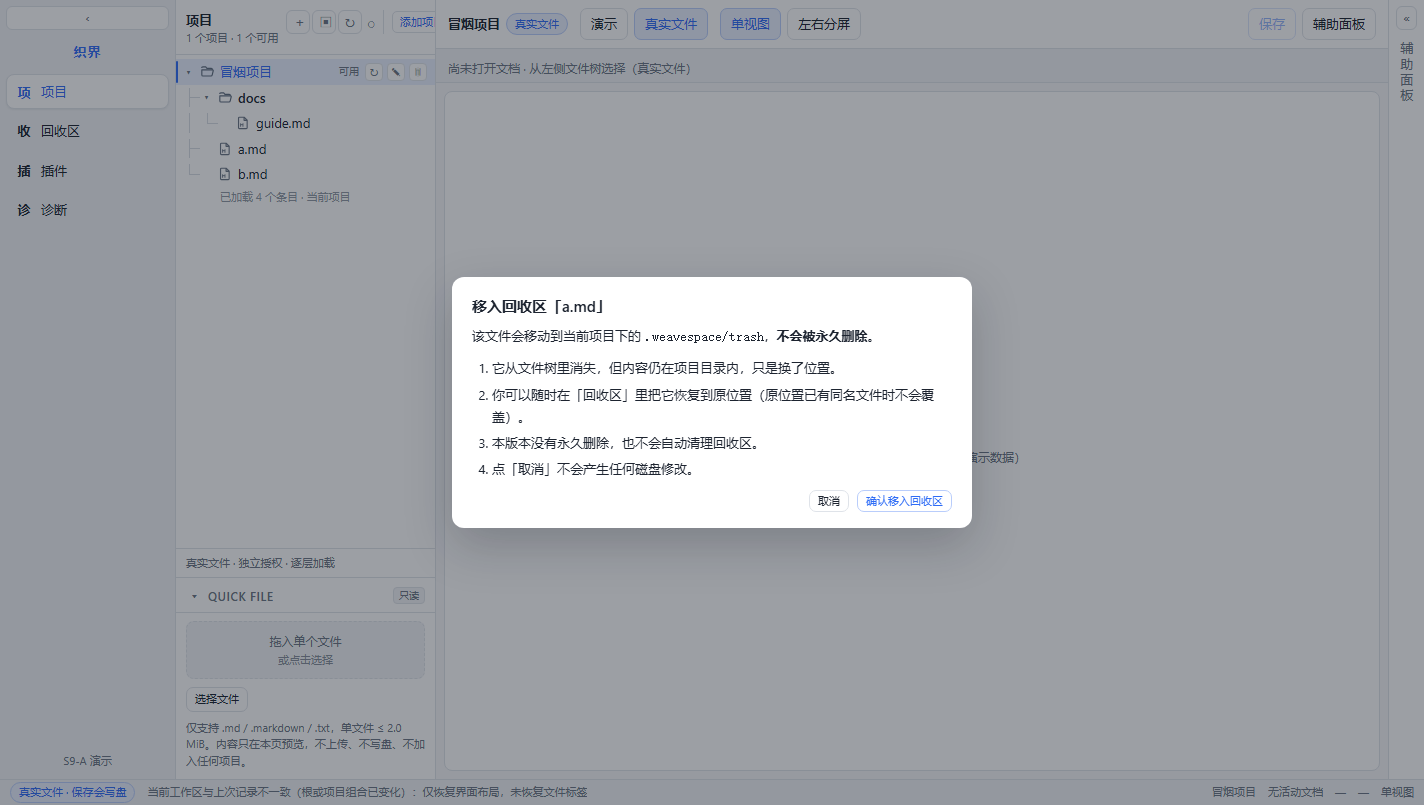 ‹
织界
项 项目
收 回收区
插 插件
诊 诊断
S9-A 演示
项目
1 个项目 · 1 个可用
+ ↻ ○ 添加项
冒烟项目 可用 ↻
docs
guide.md
a.md
b.md
已加载 4 个条目 · 当前项目
真实文件 · 独立授权 · 逐层加载
QUICK FILE 只读
拖入单个文件
或点击选择
选择文件
仅支持 .md / .markdown / .txt，单文件 ≤ 2.0
MiB。内容只在本页预览，不上传、不写盘、不加
入任何项目。
冒烟项目 真实文件 演示 真实文件 单视图 左右分屏 保存 辅助面板
尚未打开文档 · 从左侧文件树选择（真实文件）
演示数据）
移入回收区「a.md」
该文件会移动到当前项目下的 .weavespace/trash，不会被永久删除。
1. 它从文件树里消失，但内容仍在项目目录内，只是换了位置。
2. 你可以随时在「回收区」里把它恢复到原位置（原位置已有同名文件时不会覆
盖）。
3. 本版本没有永久删除，也不会自动清理回收区。
4. 点「取消」不会产生任何磁盘修改。
取消 确认移入回收区
«
辅
助
面
板
真实文件 · 保存会写盘 当前工作区与上次记录不一致（根或项目组合已变化）：仅恢复界面布局，未恢复文件标签 冒烟项目 无活动文档 — — 单视图